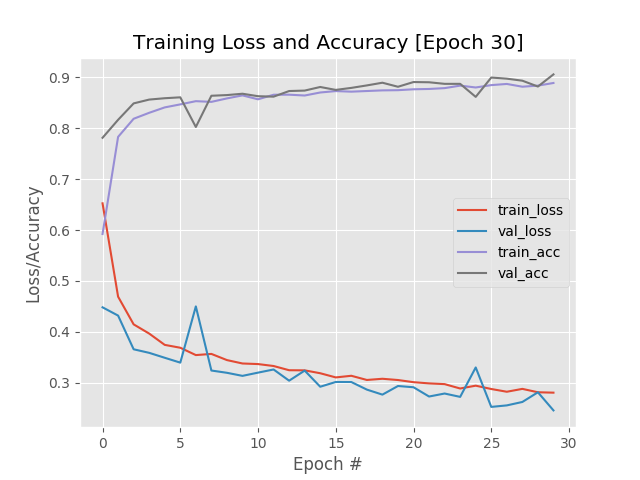 Training Loss and Accuracy [Epoch 30]
Loss/Accuracy
0.9
0.8
0.7
0.6
0.5
0.4
0.3
train_loss
val_loss
train_acc
val_acc
0 5 10 15 20 25 30
Epoch #